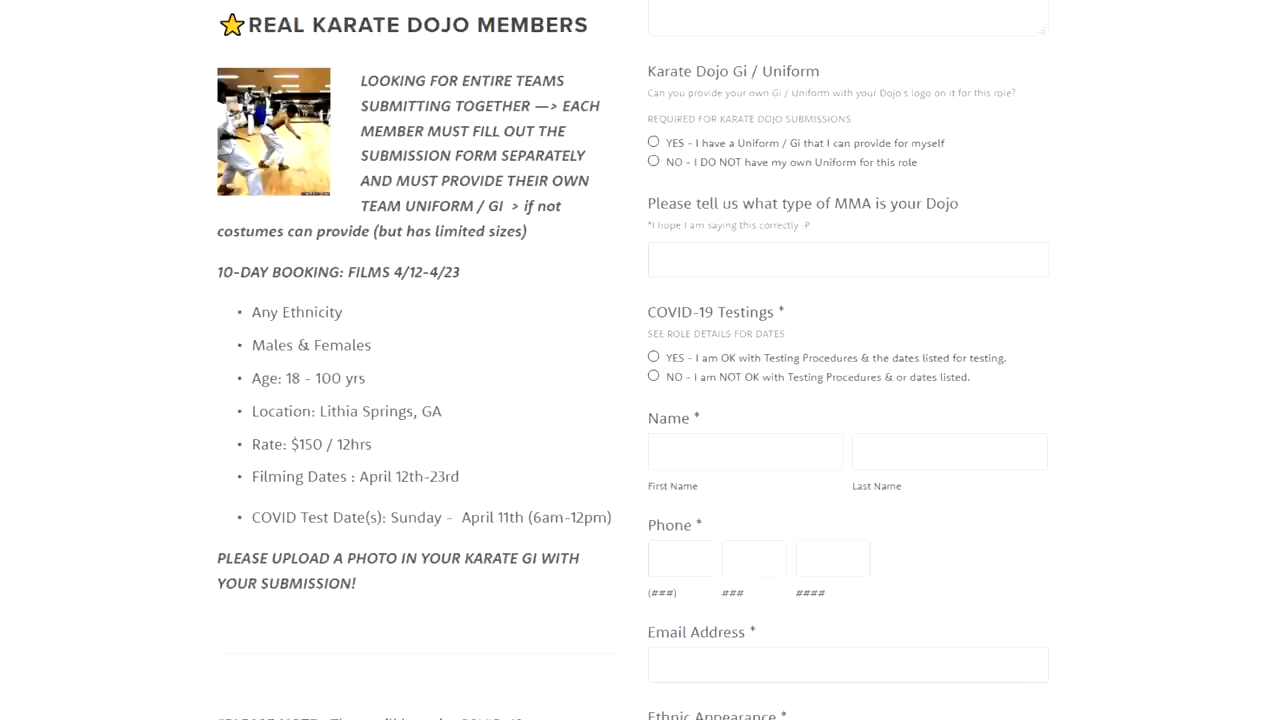 REAL KARATE DOJO MEMBERS
LOOKING FOR ENTIRE TEAMS
SUBMITTING TOGETHER —> EACH
MEMBER MUST FILL OUT THE
SUBMISSION FORM SEPARATELY
AND MUST PROVIDE THEIR OWN
TEAM UNIFORM / GI > if not
costumes can provide (but has limited sizes)
10-DAY BOOKING: FILMS 4/12-4/23
• Any Ethnicity
• Males & Females
• Age: 18 - 100 yrs
• Location: Lithia Springs, GA
• Rate: $150 / 12hrs
• Filming Dates : April 12th-23rd
• COVID Test Date(s): Sunday - April 11th (6am-12pm)
PLEASE UPLOAD A PHOTO IN YOUR KARATE GI WITH
YOUR SUBMISSION!
Karate Dojo Gi / Uniform
Can you provide your own Gi / Uniform with your Dojo's logo on it for this role?
REQUIRED FOR KARATE DOJO SUBMISSIONS
YES - I have a Uniform / Gi that I can provide for myself
NO - I DO NOT have my own Uniform for this role
Please tell us what type of MMA is your Dojo
*I hope I am saying this correctly :P
COVID-19 Testings *
SEE ROLE DETAILS FOR DATES
YES - I am OK with Testing Procedures & the dates listed for testing.
NO - I am NOT OK with Testing Procedures & or dates listed.
Name *
First Name
Last Name
Phone *
(###)
###
####
Email Address *
Ethnic Appearance *